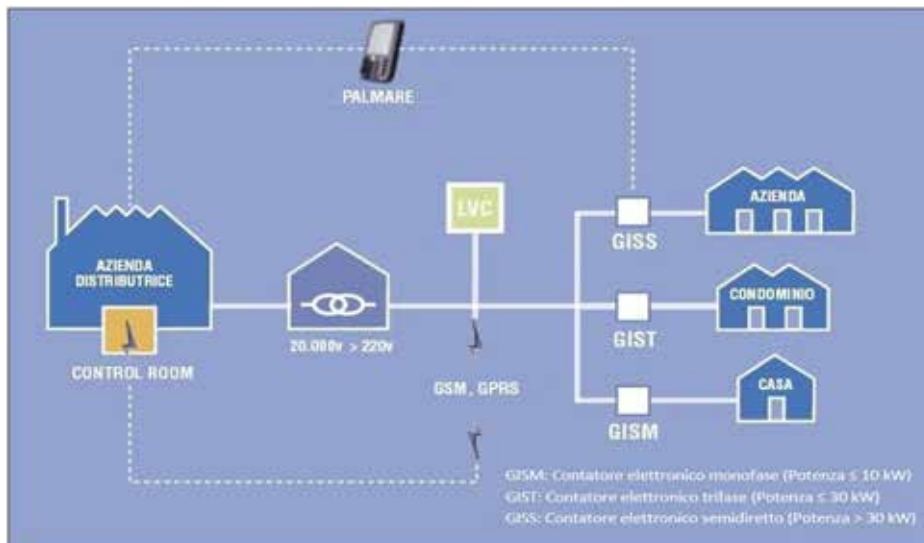 PALMARE
LVC
AZIENDA
GISS
AZIENDA
DISTRIBUTRICE
CONDOMINIO
20.000v > 220v
GIST
CONTROL ROOM
GSM, GPRS
CASA
GISM
GISM: Contatore elettronico monofase (Potenza ≤ 10 kW)
GIST: Contatore elettronico trifase (Potenza ≤ 30 kW)
GISS: Contatore elettronico semidiretto (Potenza > 30 kW)